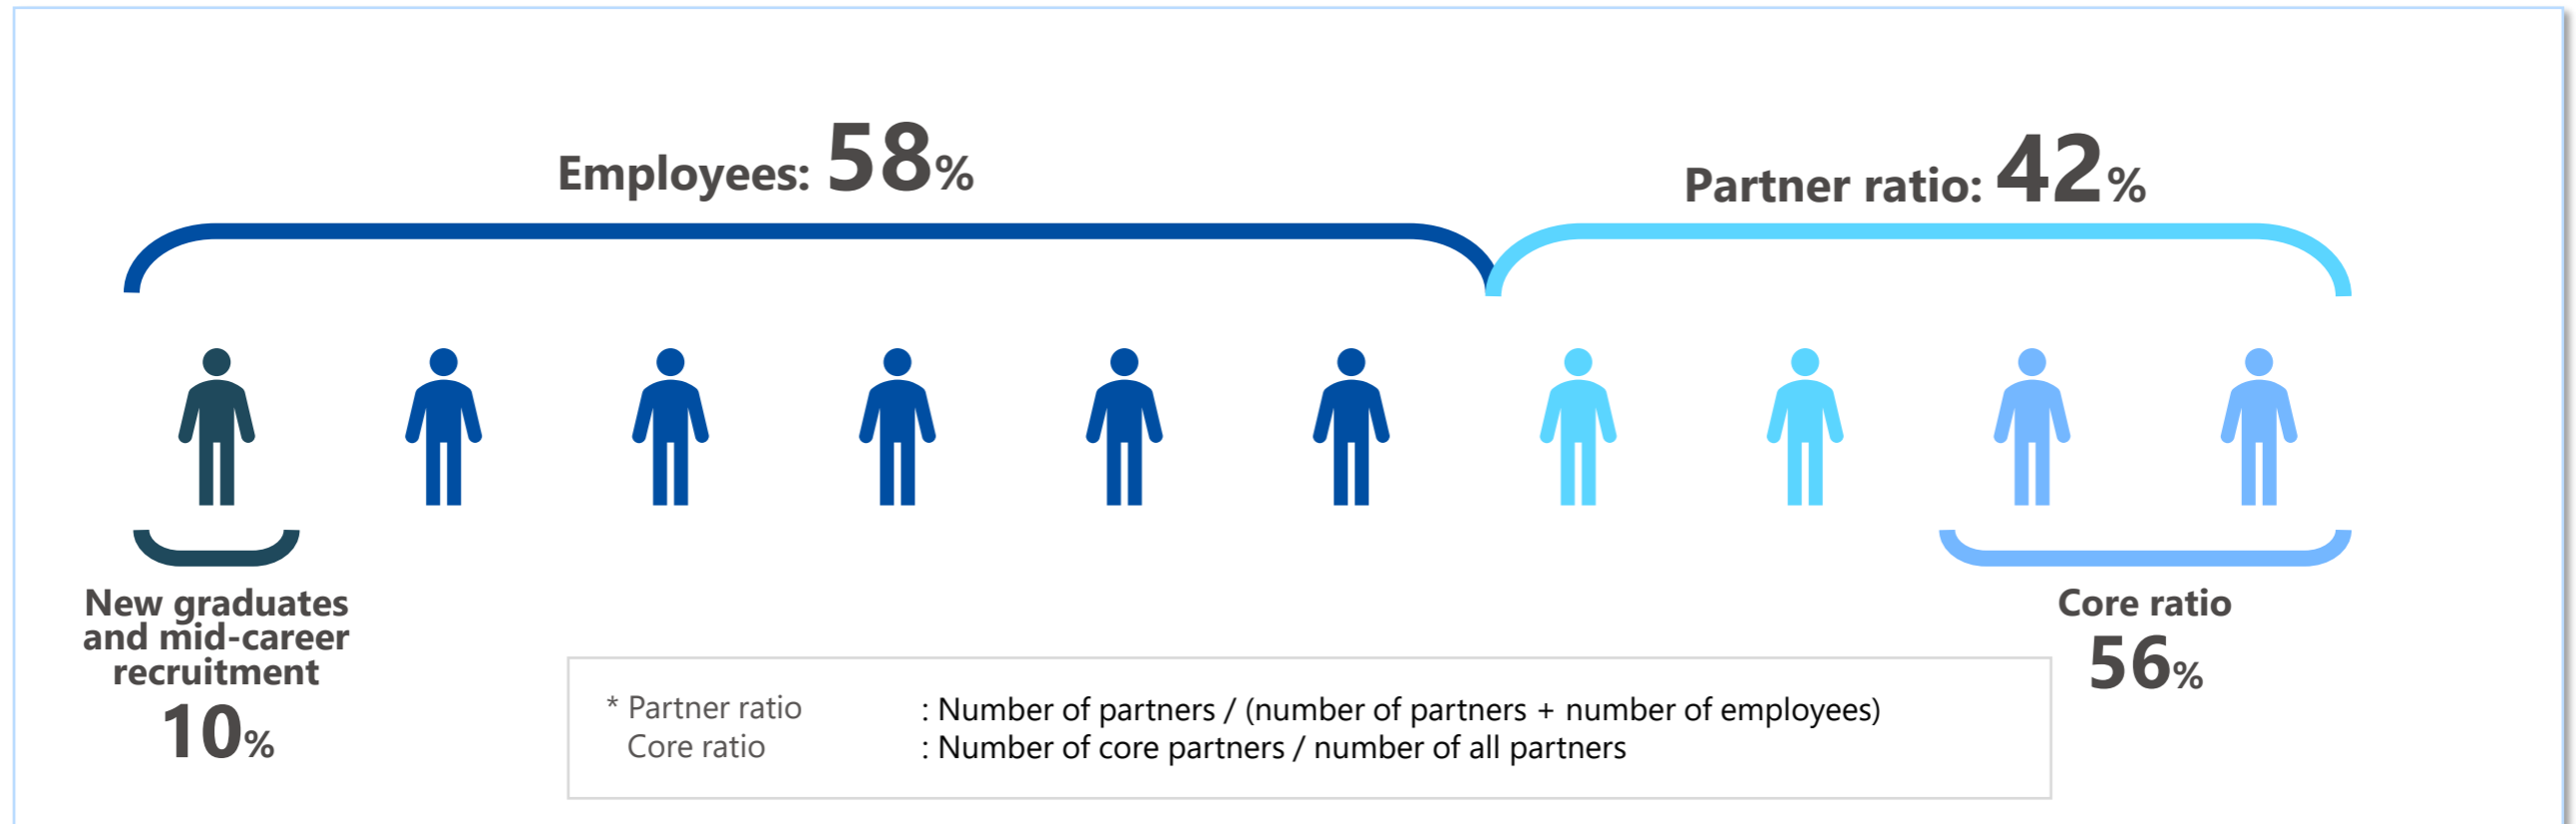 Employees: 58%
Partner ratio: 42%
New graduates
and mid-career
recruitment
10%
Core ratio
56%
* Partner ratio : Number of partners / (number of partners + number of employees)
Core ratio : Number of core partners / number of all partners